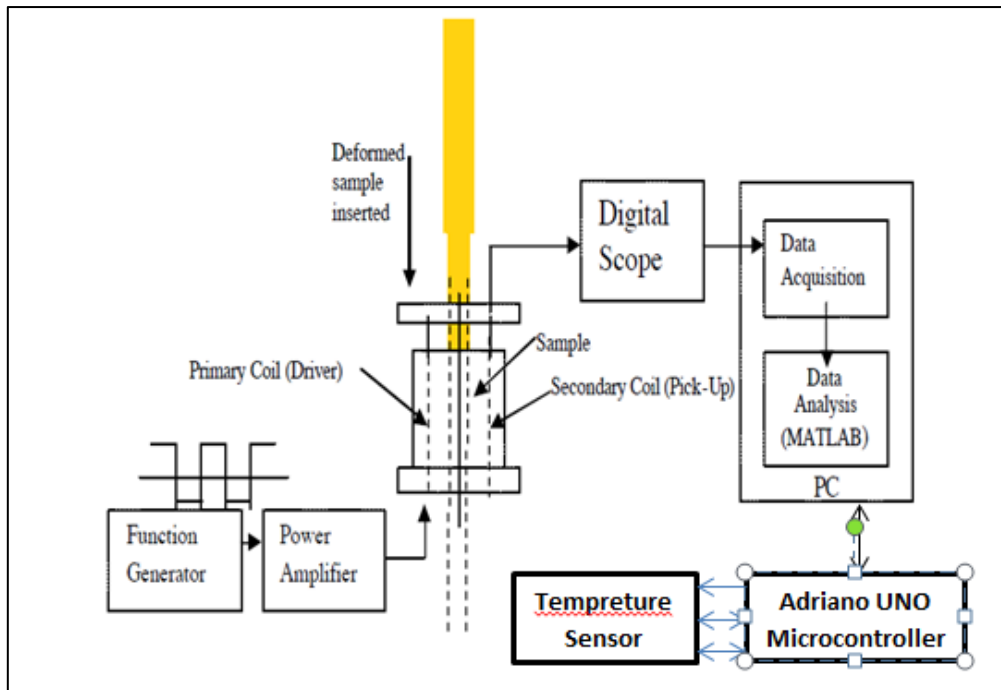 Deformed
sample
inserted
Digital
Scope
Data
Acquisition
Sample
Primary Coil (Driver)
Secondary Coil (Pick-Up)
Data
Analysis
(MATLAB)
PC
Function
Generator
Power
Amplifier
Tempreture
Sensor
Adriano UNO
Microcontroller